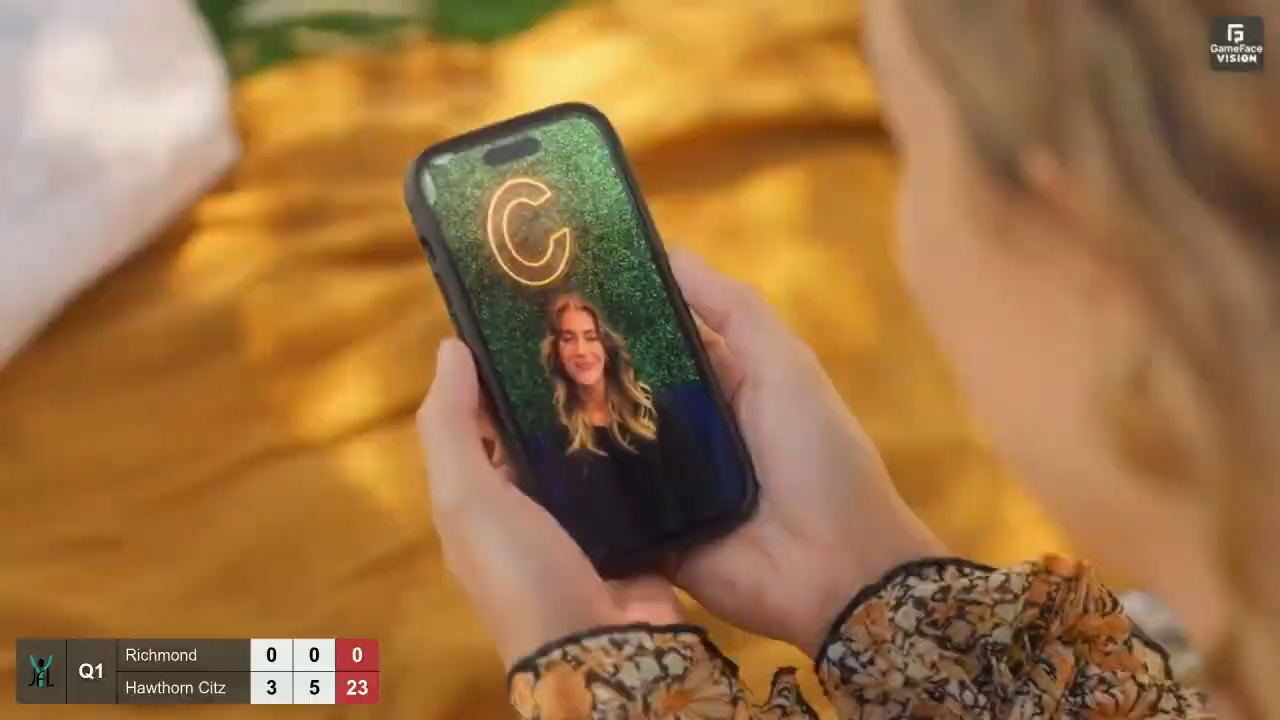 GameFace
VISION
C
Q1
Richmond 0 0 0
Hawthorn Citz 3 5 23